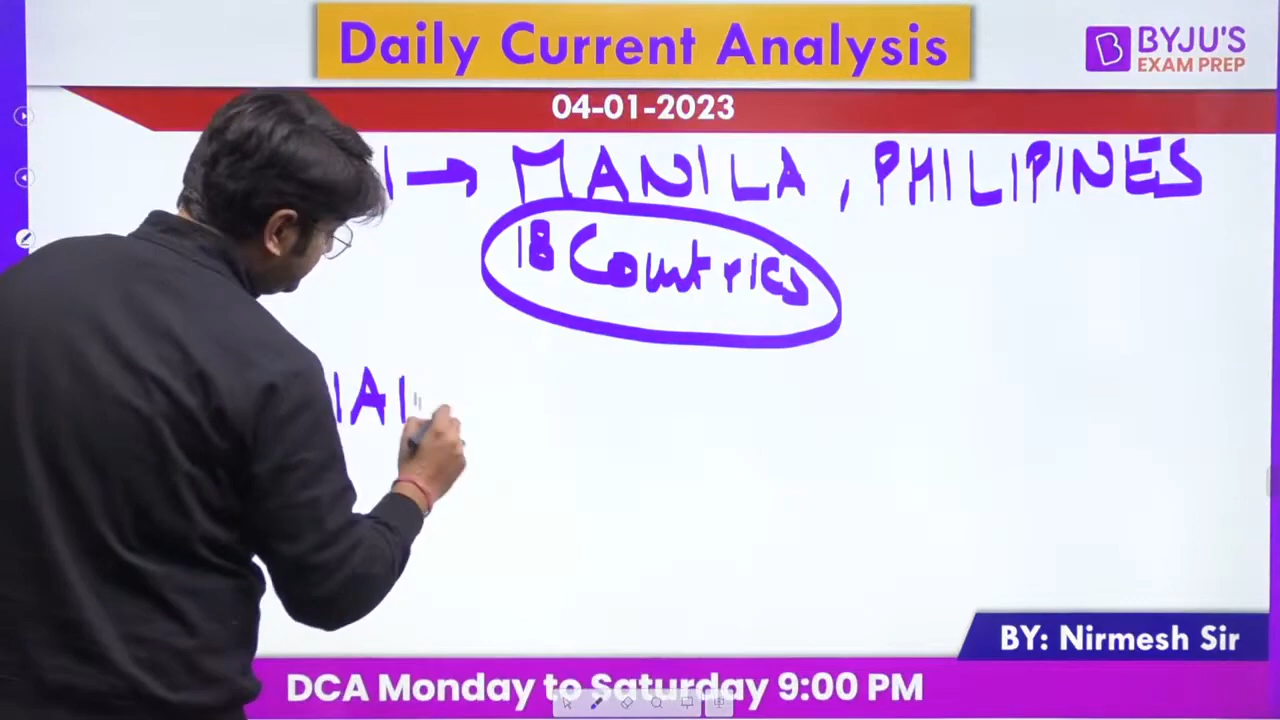 Daily Current Analysis
BYJU'S
EXAM PREP
04-01-2023
→ MANILA, PHILIPINES
18 Countries
IAI
BY: Nirmesh Sir
DCA Monday to Saturday 9:00 PM